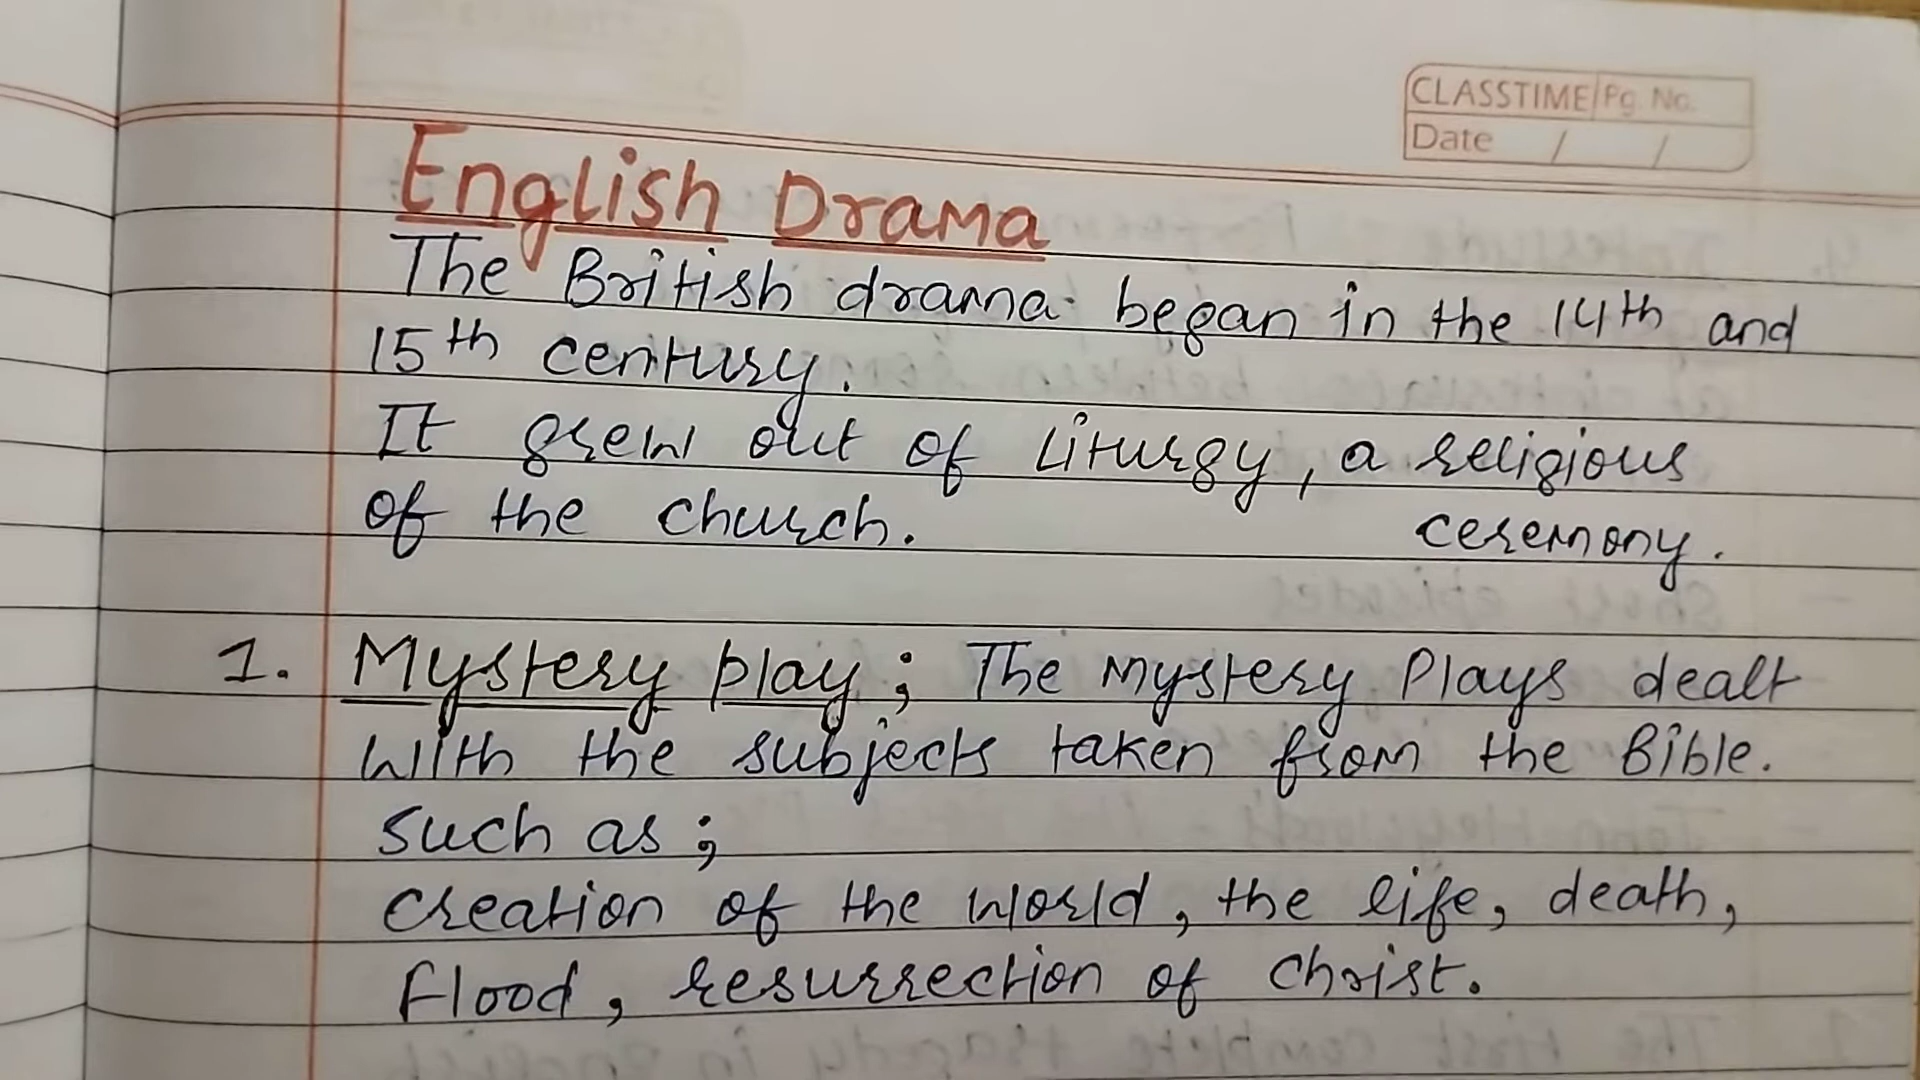 CLASSTIME Pg. No.
Date / /
English Drama
The British drama began in the 14th and
15th century.
It grew out of Liturgy, a religious
of the church. ceremony.
1. Mystery play; The Mystery Plays dealt
with the subjects taken from the Bible.
such as;
creation of the world, the life, death,
flood, resurrection of Christ.